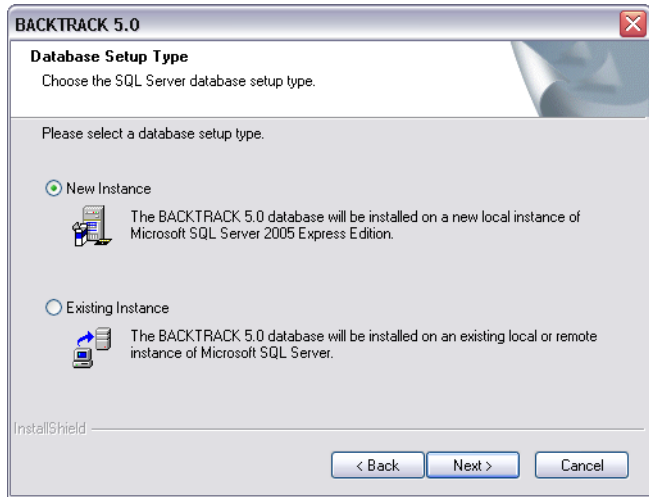 BACKTRACK 5.0
Database Setup Type
Choose the SQL Server database setup type.
Please select a database setup type.
New Instance
The BACKTRACK 5.0 database will be installed on a new local instance of
Microsoft SQL Server 2005 Express Edition.
Existing Instance
The BACKTRACK 5.0 database will be installed on an existing local or remote
instance of Microsoft SQL Server.
InstallShield
< Back
Next >
Cancel